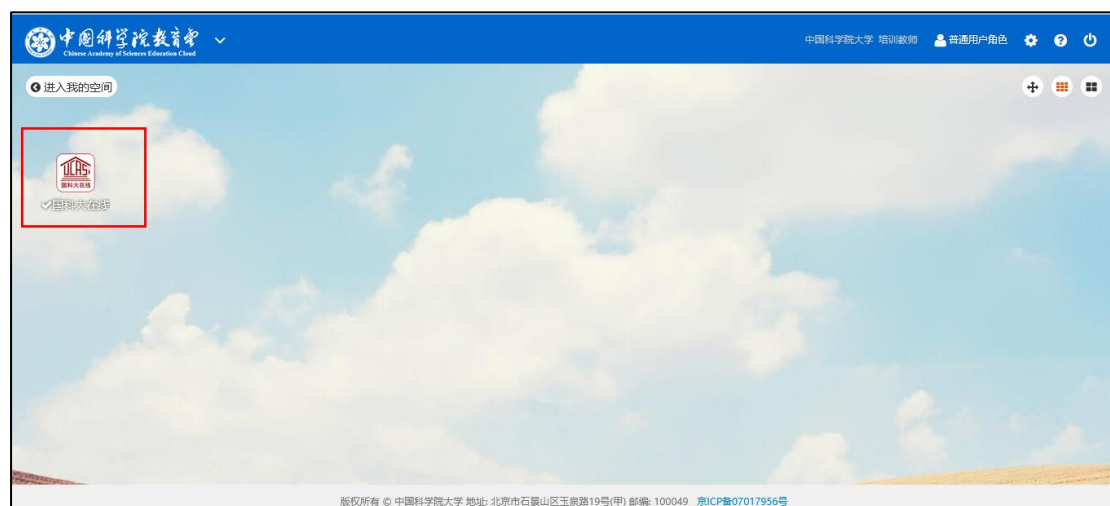 中国科学院教育云
Chinese Academy of Sciences Education Cloud
中国科学院大学 培训教师 普通用户角色
进入我的空间
UCAS
国科大在线
国科大在线
版权所有 © 中国科学院大学 地址: 北京市石景山区玉泉路19号(甲) 邮编: 100049 京ICP备07017956号